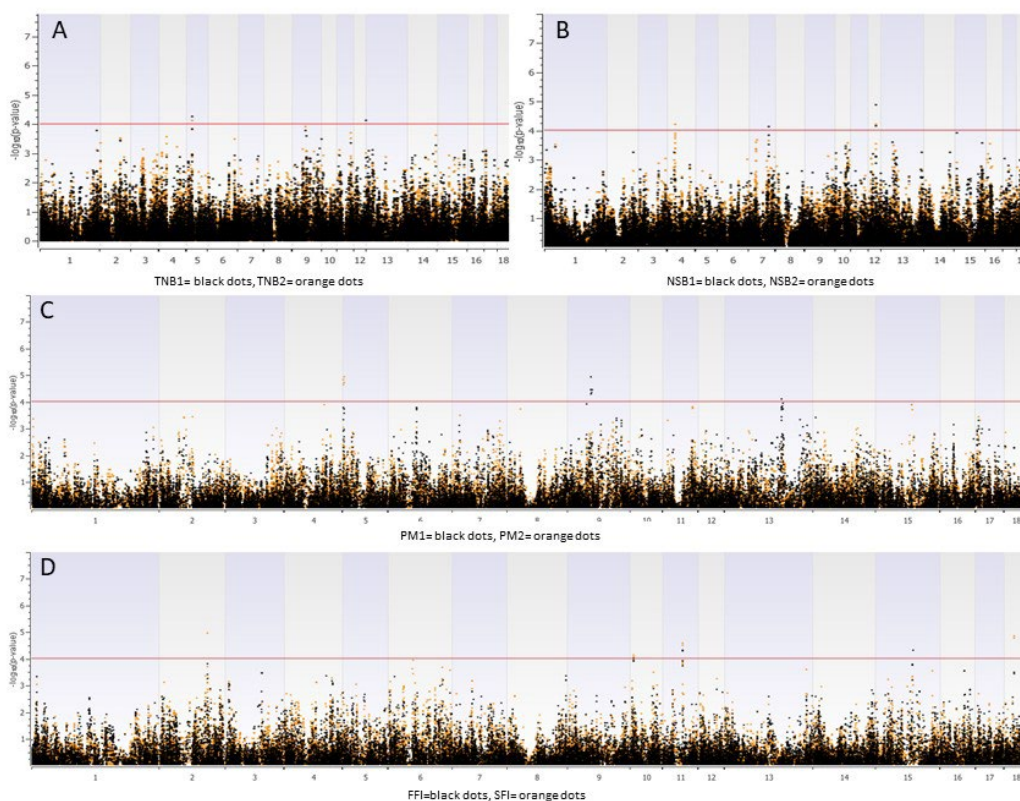 A
B
7
6
5
4
3
2
1
0
-log10(p-value)
1 2 3 4 5 6 7 8 9 10 11 12 13 14 15 16 18
TNB1= black dots, TNB2= orange dots
7
6
5
4
3
2
1
-log10(p-value)
1 2 3 4 5 6 7 8 9 10 11 12 13 14 15 16 1
NSB1= black dots, NSB2= orange dots
C
7
6
5
4
3
2
1
-log10(p-value)
1 2 3 4 5 6 7 8 9 10 11 12 13 14 15 16 17 18
PM1= black dots, PM2= orange dots
D
7
6
5
4
3
2
1
-log10(p-value)
1 2 3 4 5 6 7 8 9 10 11 12 13 14 15 16 17 18
FFI=black dots, SFI= orange dots